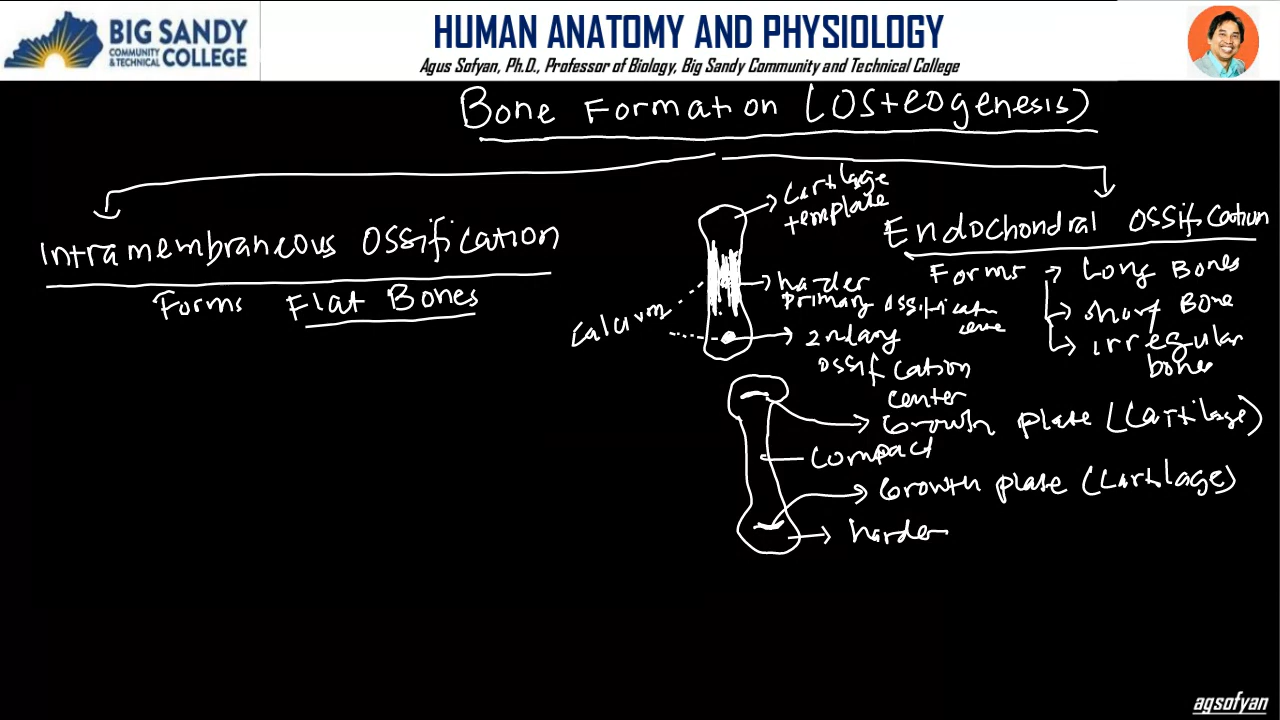 BIG SANDY
COMMUNITY
& TECHNICAL COLLEGE
HUMAN ANATOMY AND PHYSIOLOGY
Agus Sofyan, Ph.D., Professor of Biology, Big Sandy Community and Technical College
Bone Formation (Osteogenesis)
Intramembraneous Ossification
Forms Flat Bones
Cartilage
template
harder
primary ossification
Calcium
2ndary
ossification
center
Endochondral Ossification
Forms Long Bones
Short Bone
irregular
bones
Growth plate (Cartilage)
Compact
Growth plate (Cartilage)
harder
agsofyan